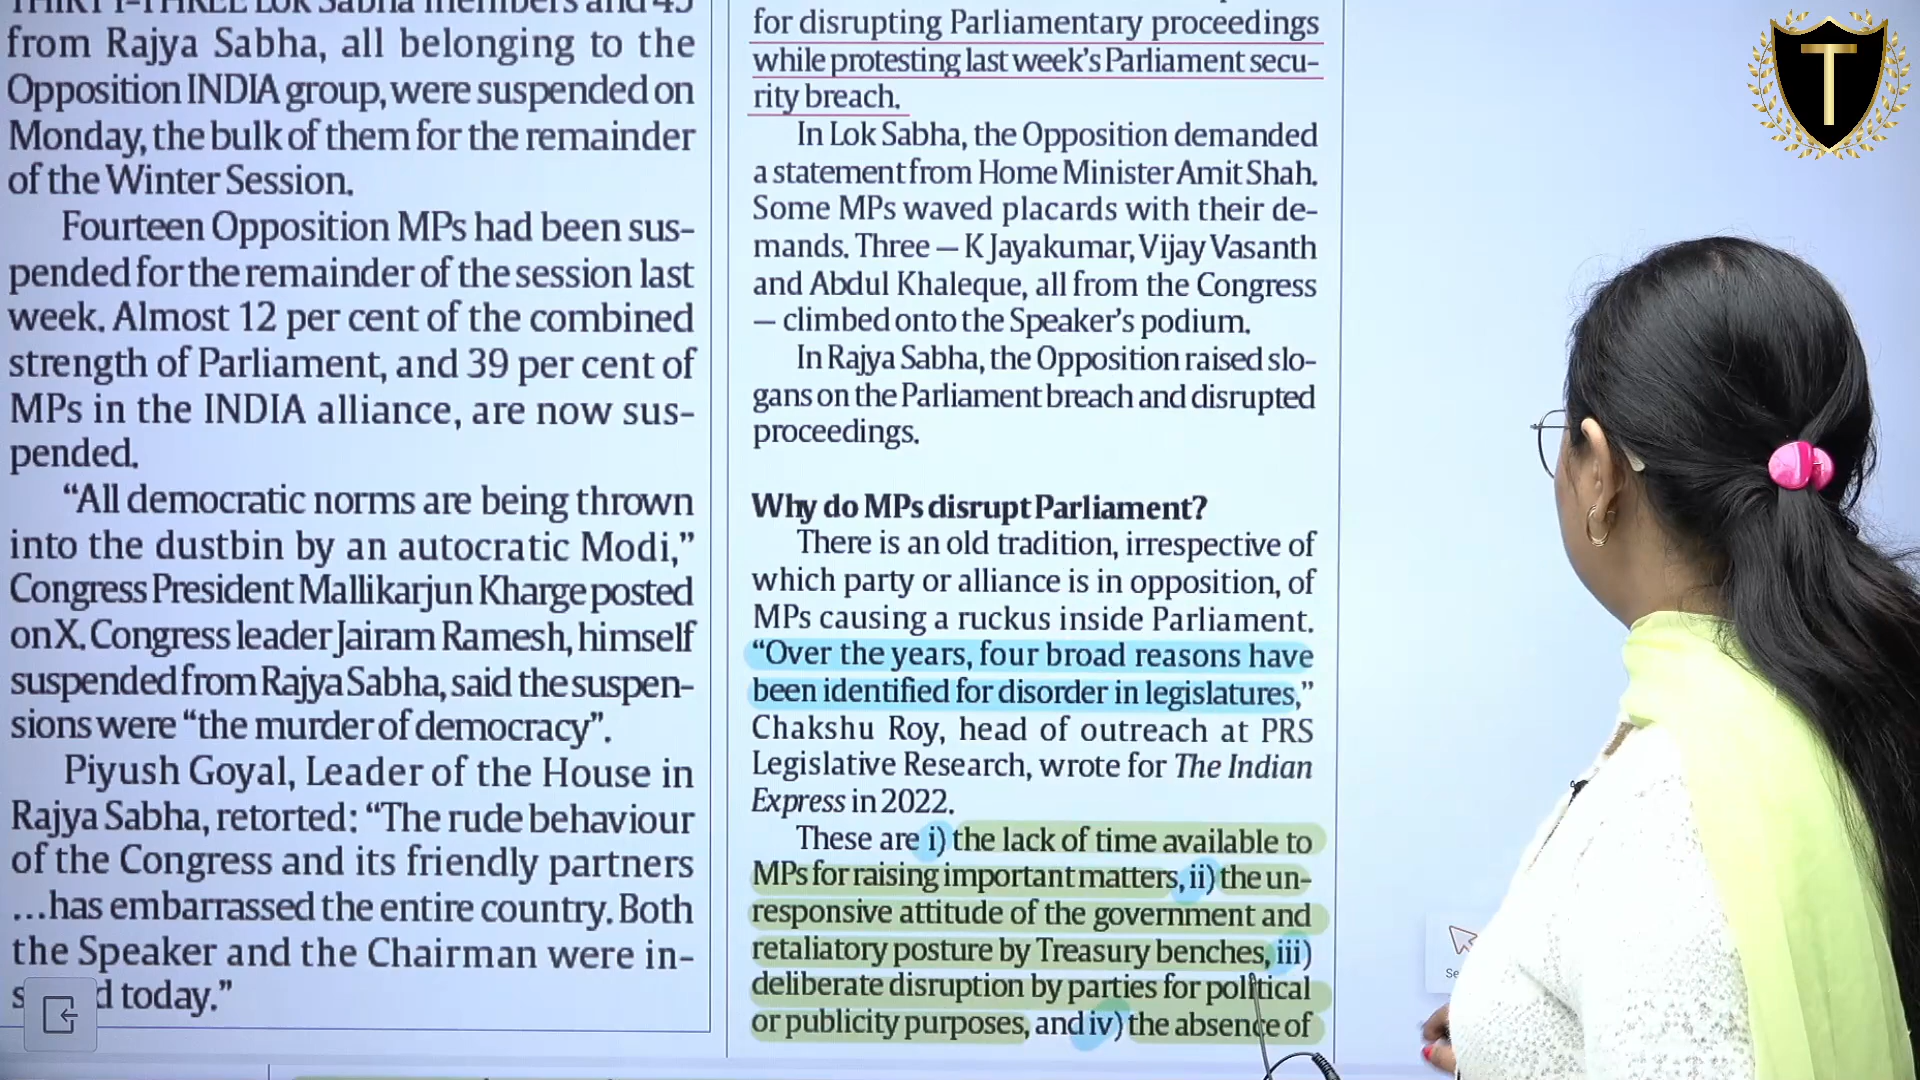 THIRTY-THREE Lok Sabha members and 45
from Rajya Sabha, all belonging to the
Opposition INDIA group, were suspended on
Monday, the bulk of them for the remainder
of the Winter Session.
Fourteen Opposition MPs had been sus-
pended for the remainder of the session last
week. Almost 12 per cent of the combined
strength of Parliament, and 39 per cent of
MPs in the INDIA alliance, are now sus-
pended.
“All democratic norms are being thrown
into the dustbin by an autocratic Modi,”
Congress President Mallikarjun Kharge posted
on X. Congress leader Jairam Ramesh, himself
suspended from Rajya Sabha, said the suspen-
sions were “the murder of democracy”.
Piyush Goyal, Leader of the House in
Rajya Sabha, retorted: “The rude behaviour
of the Congress and its friendly partners
...has embarrassed the entire country. Both
the Speaker and the Chairman were in-
d today.”
for disrupting Parliamentary proceedings
while protesting last week’s Parliament secu-
rity breach.
In Lok Sabha, the Opposition demanded
a statement from Home Minister Amit Shah.
Some MPs waved placards with their de-
mands. Three — K Jayakumar, Vijay Vasanth
and Abdul Khaleque, all from the Congress
— climbed onto the Speaker’s podium.
In Rajya Sabha, the Opposition raised slo-
gans on the Parliament breach and disrupted
proceedings.
Why do MPs disrupt Parliament?
There is an old tradition, irrespective of
which party or alliance is in opposition, of
MPs causing a ruckus inside Parliament.
“Over the years, four broad reasons have
been identified for disorder in legislatures,”
Chakshu Roy, head of outreach at PRS
Legislative Research, wrote for The Indian
Express in 2022.
These are i) the lack of time available to
MPs for raising important matters, ii) the un-
responsive attitude of the government and
retaliatory posture by Treasury benches, iii)
deliberate disruption by parties for political
or publicity purposes, and iv) the absence of
T
Se